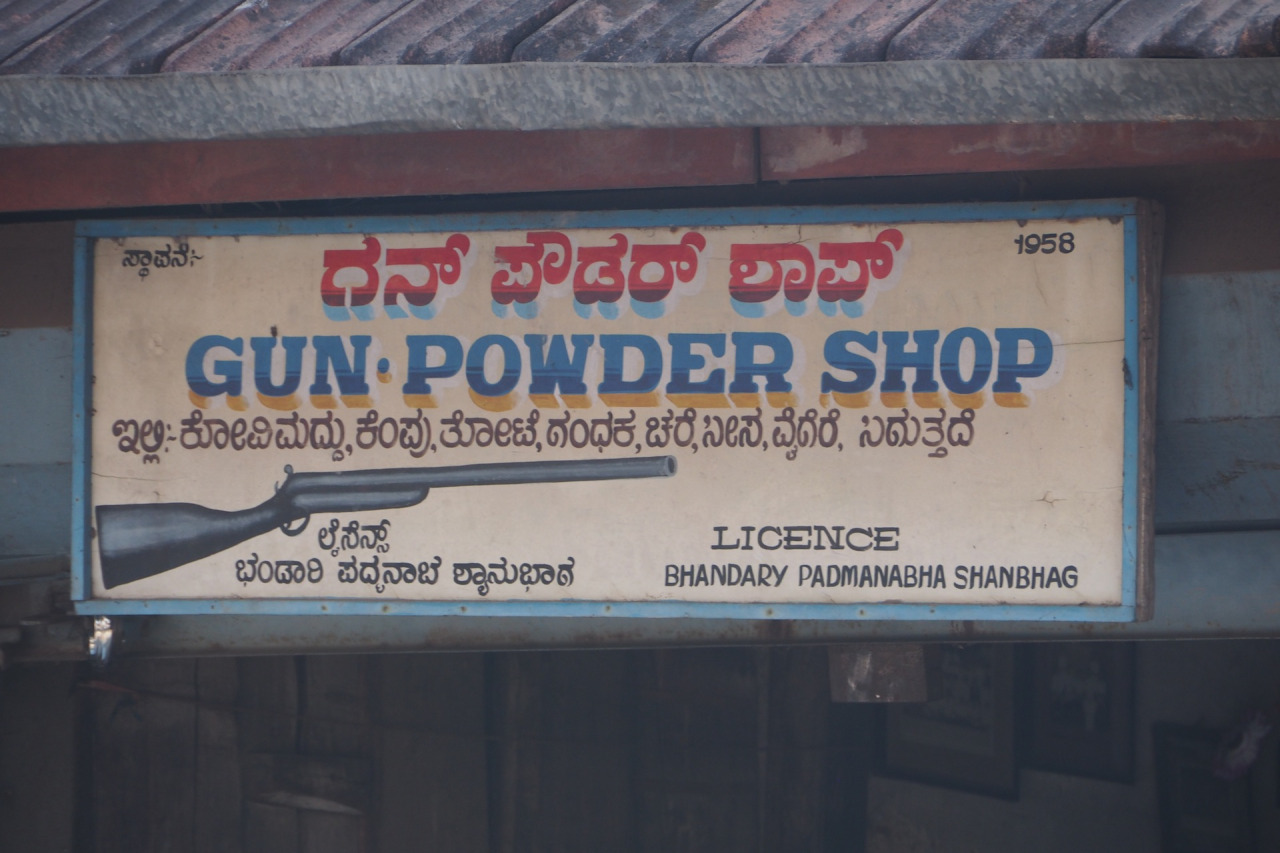 ಸ್ಥಾಪನೆ:- 1958
ಗನ್ ಪೌಡರ್ ಶಾಪ್
GUN·POWDER SHOP
ಇಲ್ಲಿ:- ಕೋವಿಮದ್ದು, ಕೆಂಪು, ತೋಟೆ, ಗಂಧಕ, ಚರೆ, ಸೀಸ, ವೈಗೆರೆ, ಸಿಗುತ್ತದೆ
ಲೈಸೆನ್ಸ್ LICENCE
ಭಂಡಾರಿ ಪದ್ಮನಾಬ ಶ್ಯಾನುಭಾಗ BHANDARY PADMANABHA SHANBHAG